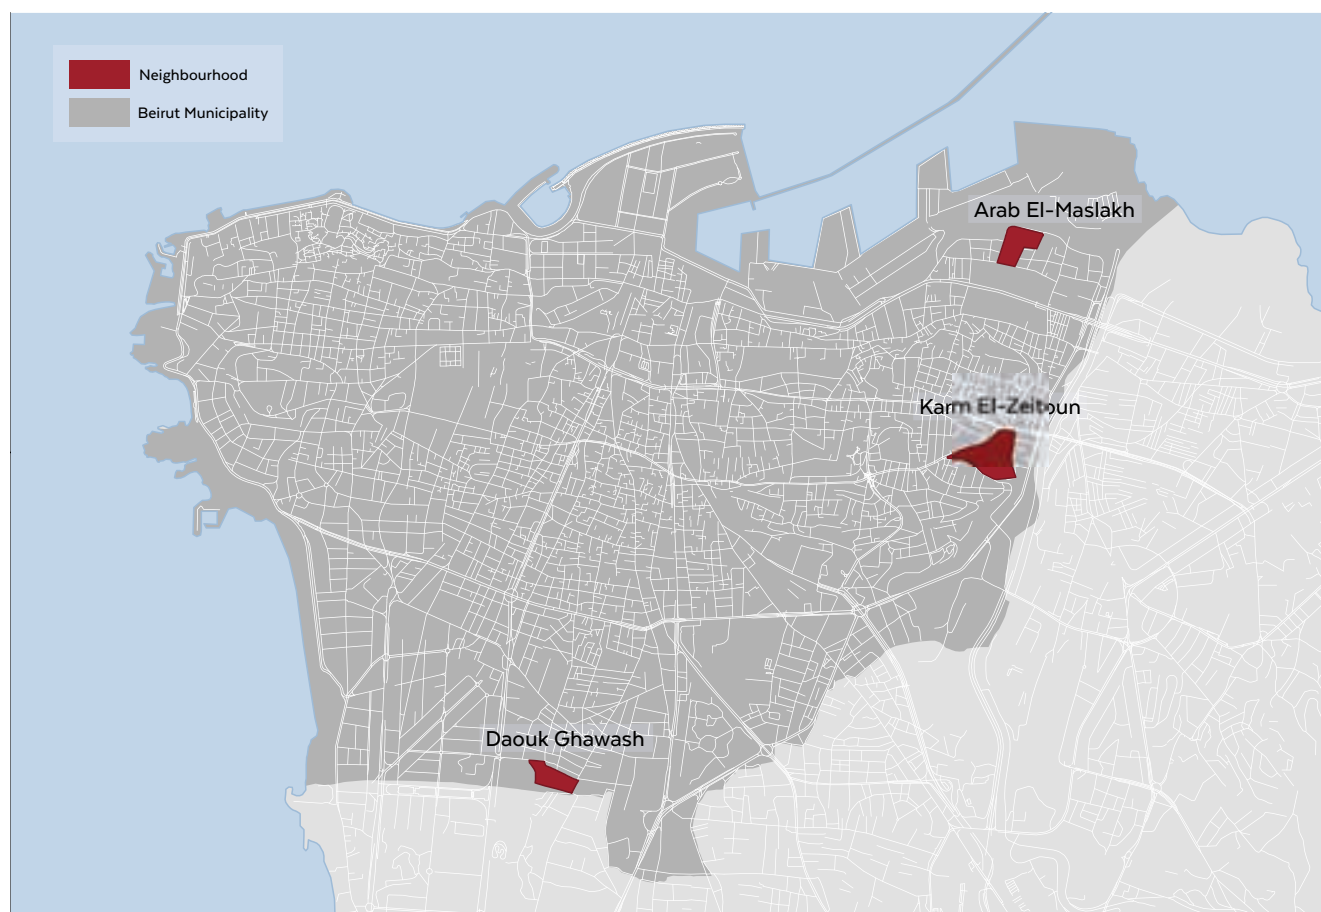 Neighbourhood
Beirut Municipality
Arab El-Maslakh
Karm El-Zeitoun
Daouk Ghawash